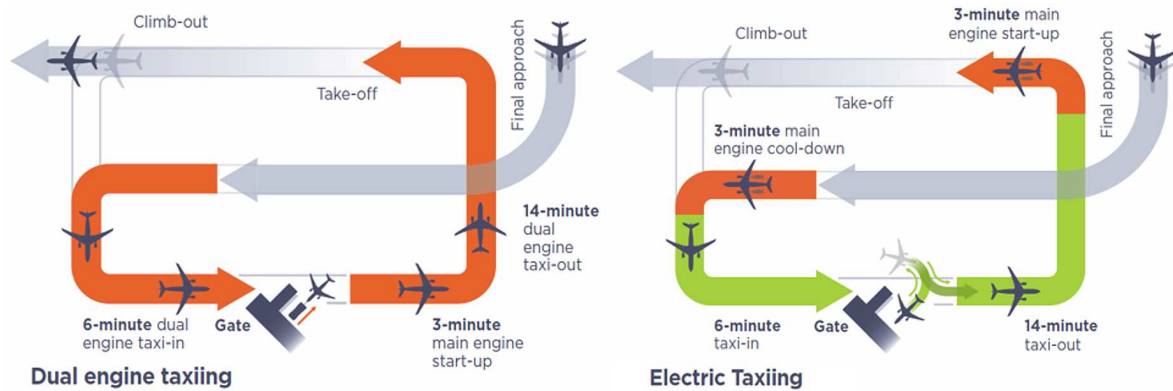 Climb-out
Take-off
Final approach
14-minute
dual
engine
taxi-out
6-minute dual
engine taxi-in
Gate
3-minute
main engine
start-up
Dual engine taxiing
3-minute main
engine start-up
Climb-out
Take-off
Final approach
3-minute main
engine cool-down
6-minute
taxi-in
Gate
14-minute
taxi-out
Electric Taxiing